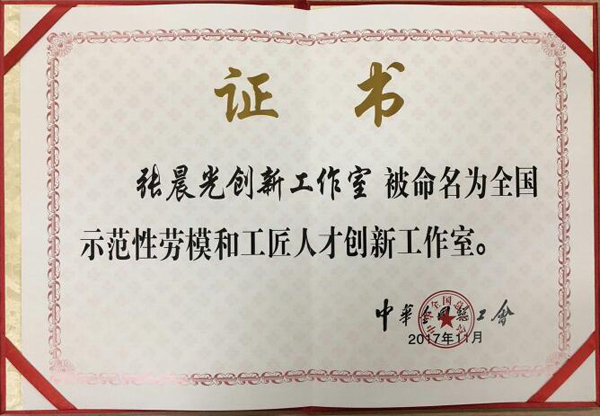 证书
张晨光创新工作室 被命名为全国
示范性劳模和工匠人才创新工作室。
中华全国总工会
2017年11月